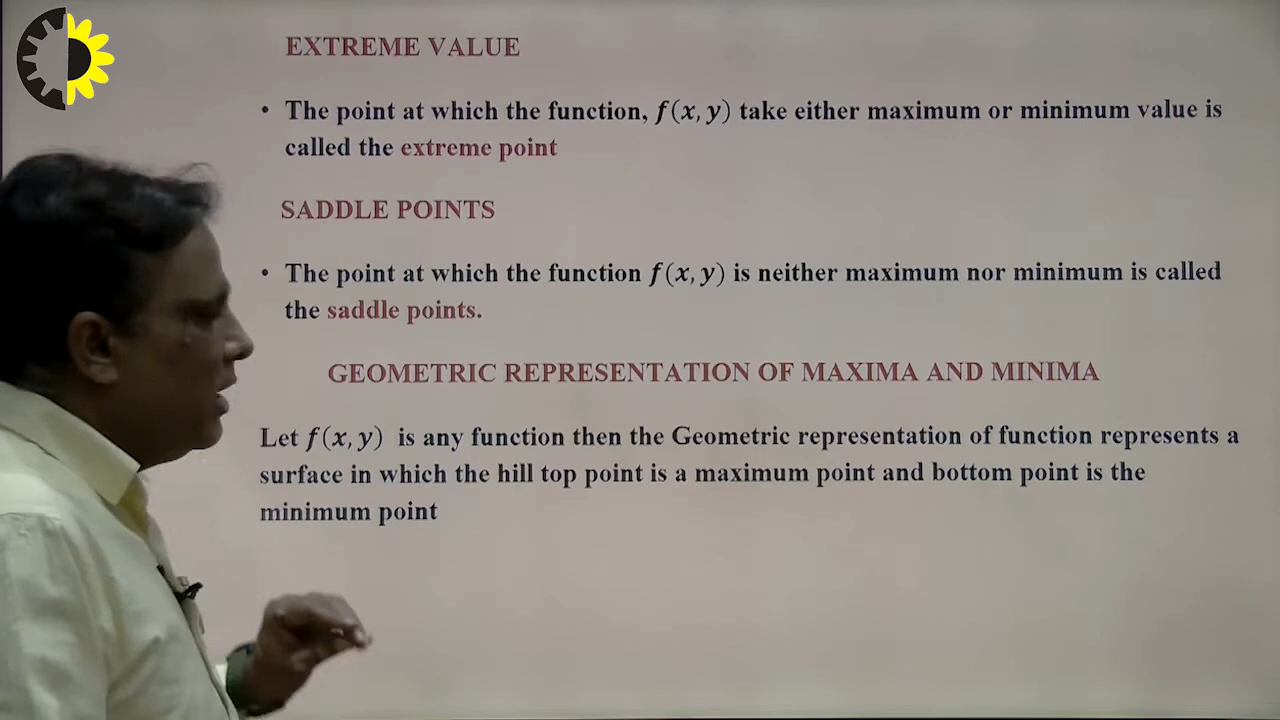 EXTREME VALUE
• The point at which the function, f(x, y) take either maximum or minimum value is
called the extreme point
SADDLE POINTS
• The point at which the function f(x, y) is neither maximum nor minimum is called
the saddle points.
GEOMETRIC REPRESENTATION OF MAXIMA AND MINIMA
Let f(x, y) is any function then the Geometric representation of function represents a
surface in which the hill top point is a maximum point and bottom point is the
minimum point